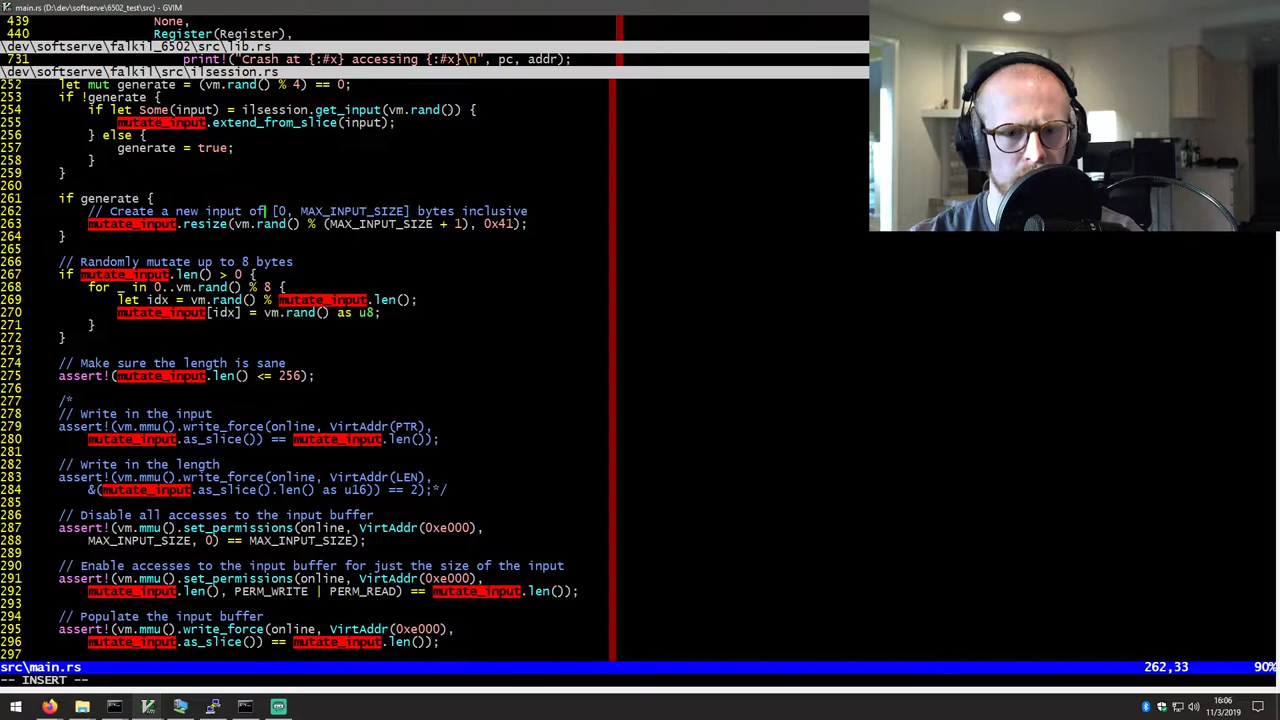 main.rs (D:\dev\softserve\6502_test\src) - GVIM
439                 None,
440                 Register(Register),
\dev\softserve\falkil_6502\src\lib.rs
731                     print!("Crash at {:#x} accessing {:#x}\n", pc, addr);
\dev\softserve\falkil\src\ilsession.rs
252     let mut generate = (vm.rand() % 4) == 0;
253     if !generate {
254         if let Some(input) = ilsession.get_input(vm.rand()) {
255             mutate_input.extend_from_slice(input);
256         } else {
257             generate = true;
258         }
259     }
260
261     if generate {
262         // Create a new input of [0, MAX_INPUT_SIZE] bytes inclusive
263         mutate_input.resize(vm.rand() % (MAX_INPUT_SIZE + 1), 0x41);
264     }
265
266     // Randomly mutate up to 8 bytes
267     if mutate_input.len() > 0 {
268         for _ in 0..vm.rand() % 8 {
269             let idx = vm.rand() % mutate_input.len();
270             mutate_input[idx] = vm.rand() as u8;
271         }
272     }
273
274     // Make sure the length is sane
275     assert!(mutate_input.len() <= 256);
276
277     /*
278     // Write in the input
279     assert!(vm.mmu().write_force(online, VirtAddr(PTR),
280         mutate_input.as_slice()) == mutate_input.len());
281
282     // Write in the length
283     assert!(vm.mmu().write_force(online, VirtAddr(LEN),
284         &(mutate_input.as_slice().len() as u16)) == 2);*/
285
286     // Disable all accesses to the input buffer
287     assert!(vm.mmu().set_permissions(online, VirtAddr(0xe000),
288         MAX_INPUT_SIZE, 0) == MAX_INPUT_SIZE);
289
290     // Enable accesses to the input buffer for just the size of the input
291     assert!(vm.mmu().set_permissions(online, VirtAddr(0xe000),
292         mutate_input.len(), PERM_WRITE | PERM_READ) == mutate_input.len());
293
294     // Populate the input buffer
295     assert!(vm.mmu().write_force(online, VirtAddr(0xe000),
296         mutate_input.as_slice()) == mutate_input.len());
297
src\main.rs 262,33 90%
-- INSERT --
16:06
11/3/2019